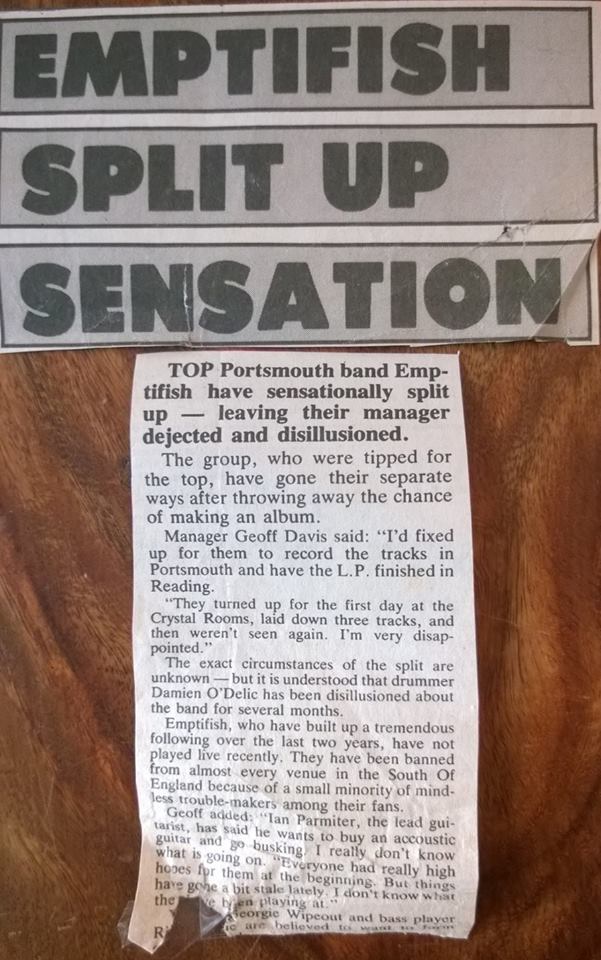 EMPTIFISH
SPLIT UP
SENSATION
TOP Portsmouth band Emp-
tifish have sensationally split
up — leaving their manager
dejected and disillusioned.
The group, who were tipped for
the top, have gone their separate
ways after throwing away the chance
of making an album.
Manager Geoff Davis said: “I’d fixed
up for them to record the tracks in
Portsmouth and have the L.P. finished in
Reading.
“They turned up for the first day at the
Crystal Rooms, laid down three tracks, and
then weren’t seen again. I’m very disap-
pointed.”
The exact circumstances of the split are
unknown — but it is understood that drummer
Damien O’Delic has been disillusioned about
the band for several months.
Emptifish, who have built up a tremendous
following over the last two years, have not
played live recently. They have been banned
from almost every venue in the South Of
England because of a small minority of mind-
less trouble-makers among their fans.
Geoff added: “Ian Parmiter, the lead gui-
tarist, has said he wants to buy an accoustic
guitar and go busking. I really don’t know
what is going on. “Everyone had really high
hopes for them in the beginning. But things
have gone a bit stale lately. I don’t know what
been playing at.”
Georgie Wipeout and bass player
are believed to want to form